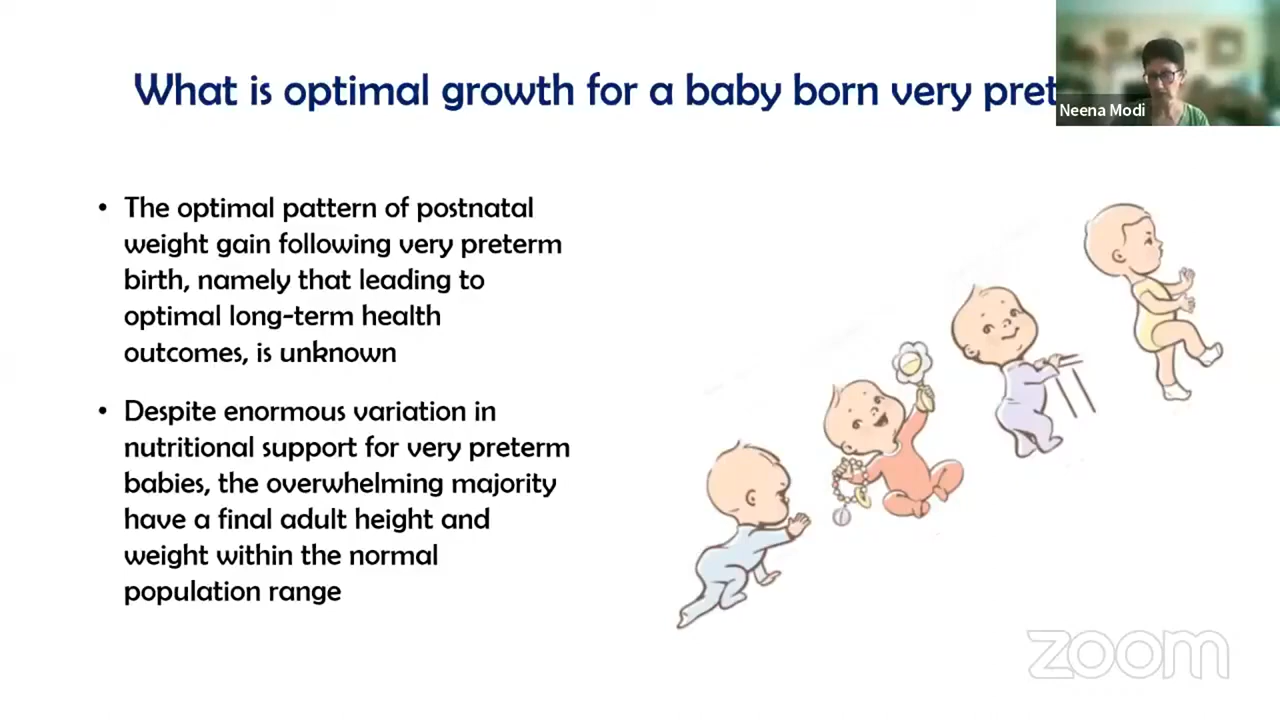 What is optimal growth for a baby born very pret
Neena Modi
• The optimal pattern of postnatal
weight gain following very preterm
birth, namely that leading to
optimal long-term health
outcomes, is unknown
• Despite enormous variation in
nutritional support for very preterm
babies, the overwhelming majority
have a final adult height and
weight within the normal
population range
zoom